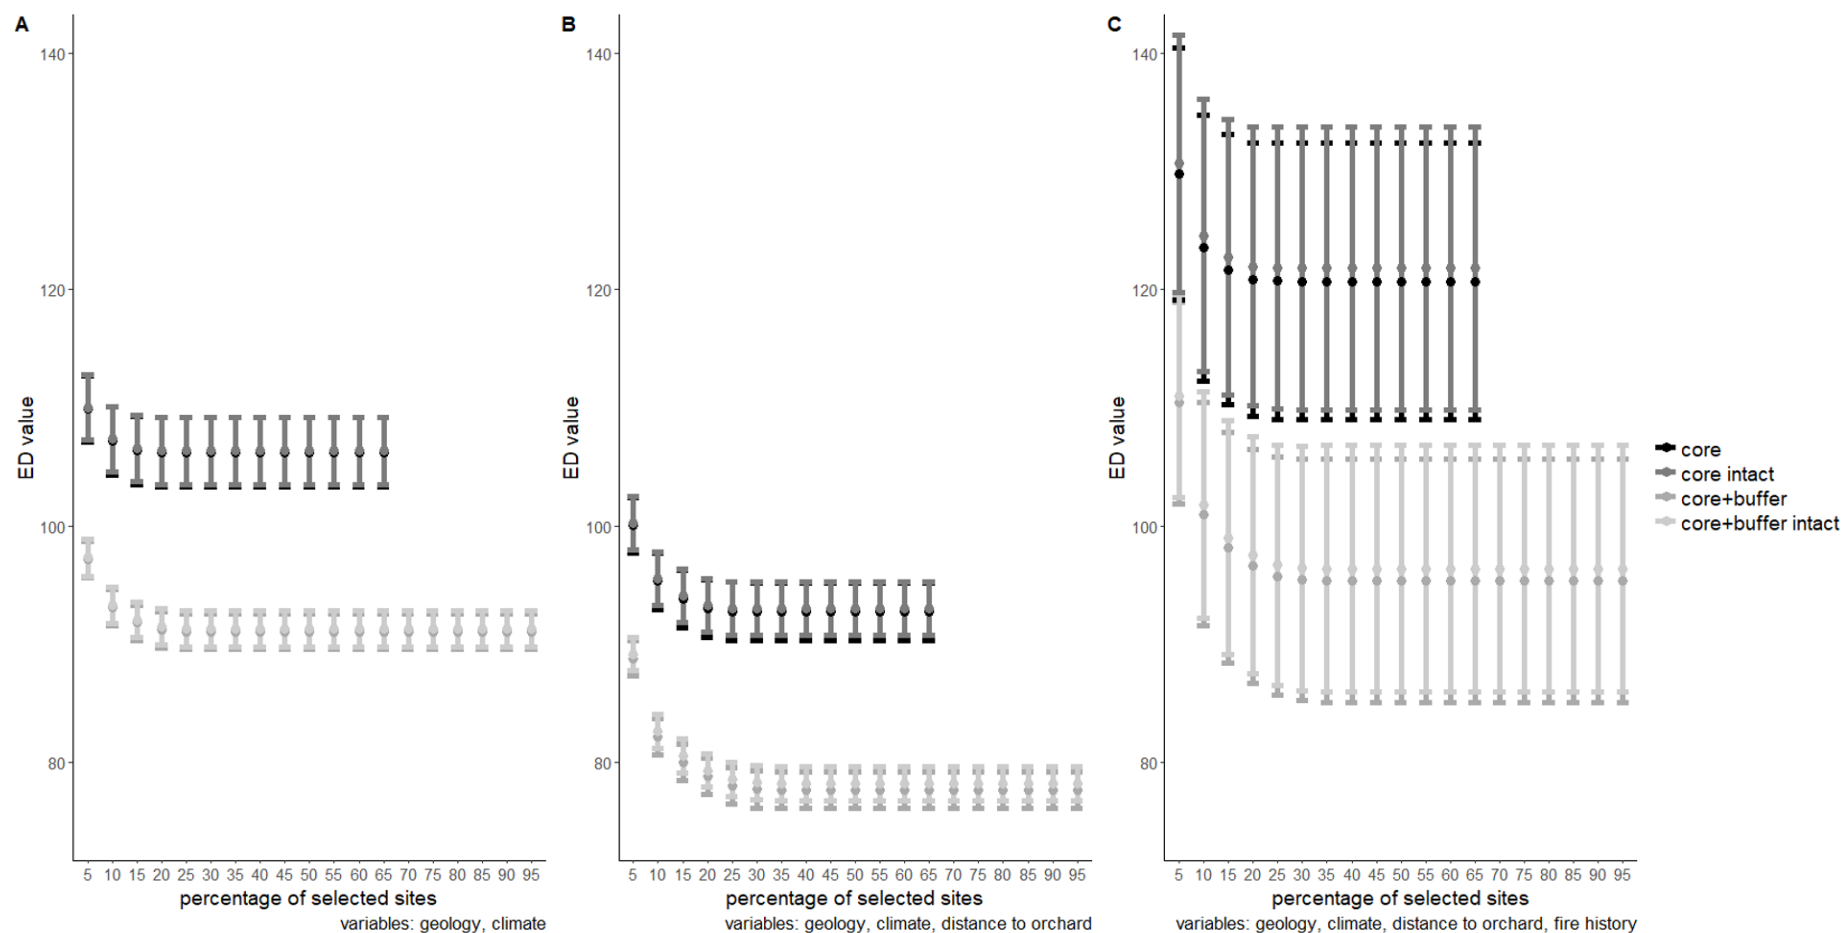 A
B
C
140
120
100
80
ED value
5 10 15 20 25 30 35 40 45 50 55 60 65 70 75 80 85 90 95
percentage of selected sites
variables: geology, climate
140
120
100
80
ED value
5 10 15 20 25 30 35 40 45 50 55 60 65 70 75 80 85 90 95
percentage of selected sites
variables: geology, climate, distance to orchard
140
120
100
80
ED value
5 10 15 20 25 30 35 40 45 50 55 60 65 70 75 80 85 90 95
percentage of selected sites
variables: geology, climate, distance to orchard, fire history
core
core intact
core+buffer
core+buffer intact